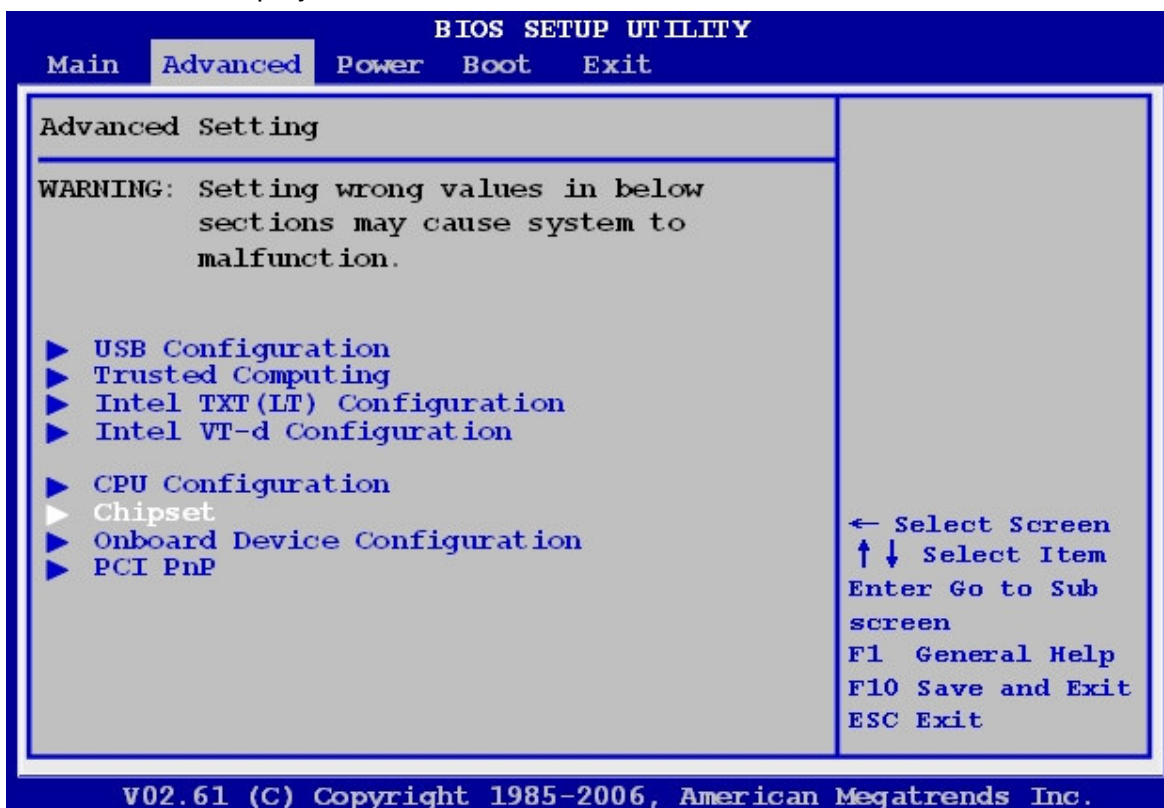 BIOS SETUP UTILITY
Main Advanced Power Boot Exit
Advanced Setting
WARNING: Setting wrong values in below
sections may cause system to
malfunction.
▶ USB Configuration
▶ Trusted Computing
▶ Intel TXT(LT) Configuration
▶ Intel VT-d Configuration
▶ CPU Configuration
▶ Chipset
▶ Onboard Device Configuration
▶ PCI PnP
← Select Screen
↑↓ Select Item
Enter Go to Sub
screen
F1 General Help
F10 Save and Exit
ESC Exit
V02.61 (C) Copyright 1985-2006, American Megatrends Inc.